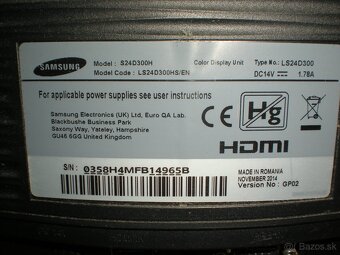 SAMSUNG
Model : S24D300H
Model Code : LS24D300HS/EN
Color Display Unit
Type No.: LS24D300
DC14V 1.78A
For applicable power supplies see user instructions
Samsung Electronics (UK) Ltd, Euro QA Lab.
Blackbushe Business Park
Saxony Way, Yateley, Hampshire
GU46 6GG United Kingdom
CE
Hg
HDMI
S/N : 0358H4MFB14965B
MADE IN ROMANIA
NOVEMBER 2014
Version No: GP02
bazar.sk